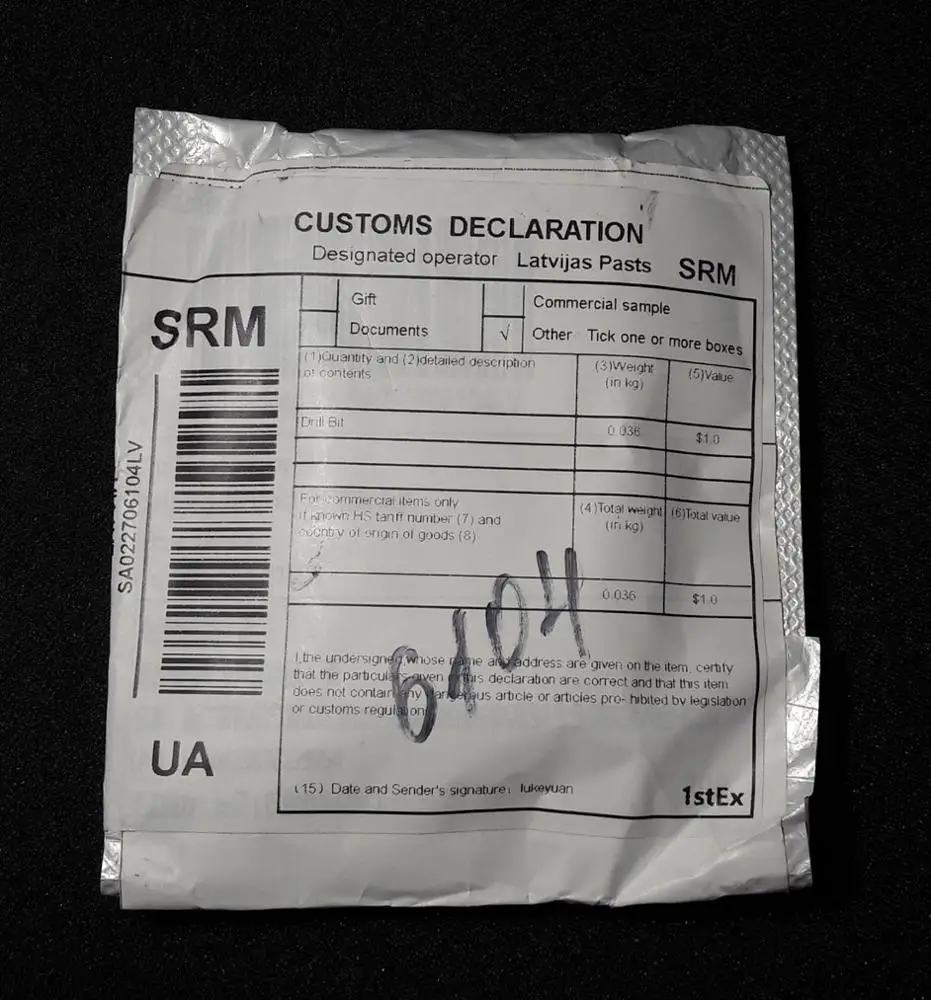 CUSTOMS DECLARATION
Designated operator Latvijas Pasts SRM
SRM
Gift
Commercial sample
Documents
√ Other Tick one or more boxes
(1)Quantity and (2)detailed description
of contents
(3)Weight
(in kg)
(5)Value
Drill Bit
0.036
$1.0
For commercial items only
If known HS tariff number (7) and
country of origin of goods (8)
(4)Total weight
(in kg)
(6)Total value
0.036
$1.0
SA022706104LV
6104
I,the undersigned,whose name and address are given on the item, certify
that the particulars given in this declaration are correct and that this item
does not contain any dangerous article or articles pro- hibited by legislation
or customs regulations
UA
(15) Date and Sender's signature: lukeyuan
1stEx